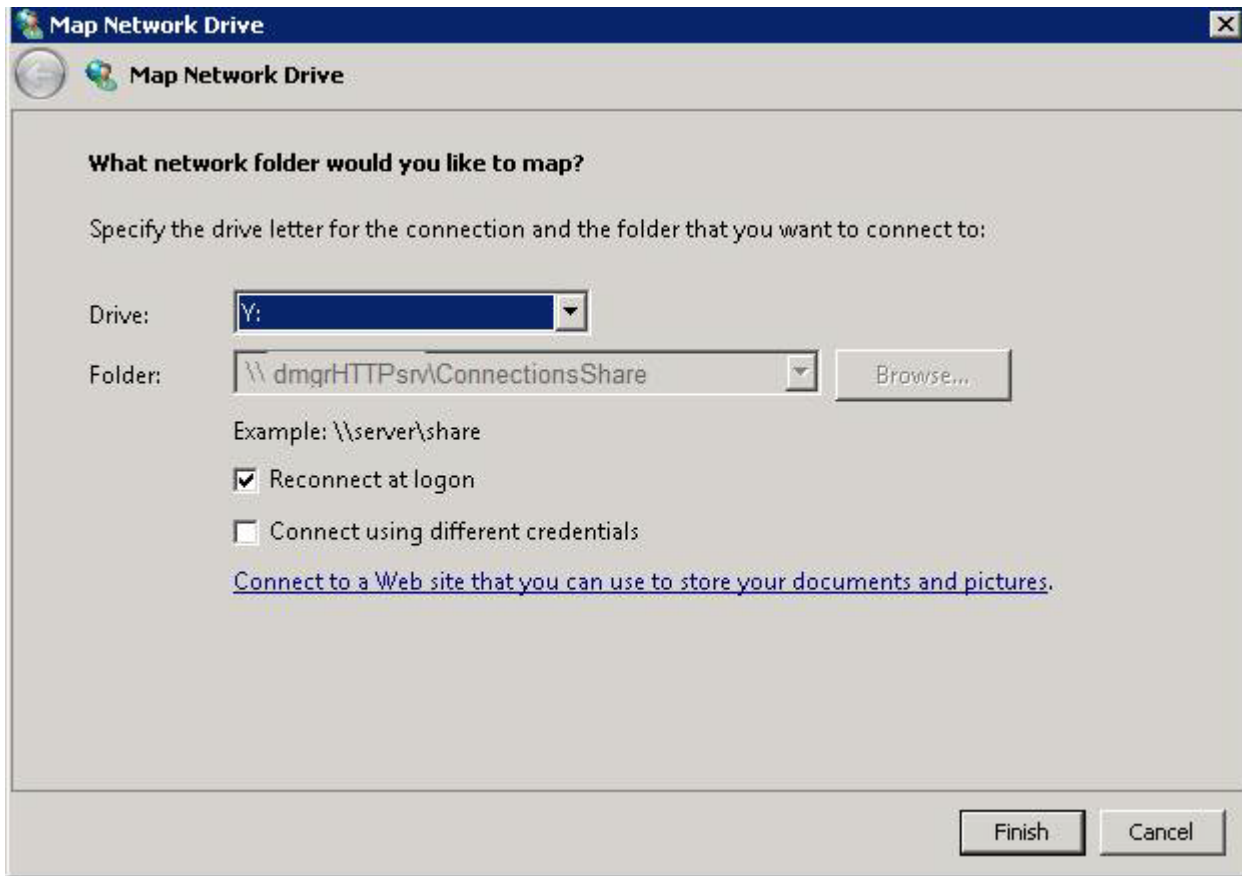 Map Network Drive
Map Network Drive
What network folder would you like to map?
Specify the drive letter for the connection and the folder that you want to connect to:
Drive: Y:
Folder: \\ dmgrHTTPsrv\ConnectionsShare Browse...
Example: \\server\share
Reconnect at logon
Connect using different credentials
Connect to a Web site that you can use to store your documents and pictures.
Finish Cancel